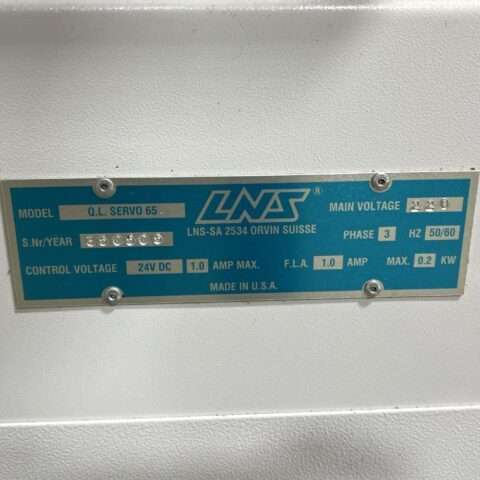 MODEL Q.L. SERVO 65
LNS®
MAIN VOLTAGE 220
S.Nr/YEAR
LNS-SA 2534 ORVIN SUISSE
PHASE 3 HZ 50/60
CONTROL VOLTAGE 24V DC 1.0 AMP MAX. F.L.A. 1.0 AMP MAX. 0.2 KW
MADE IN U.S.A.